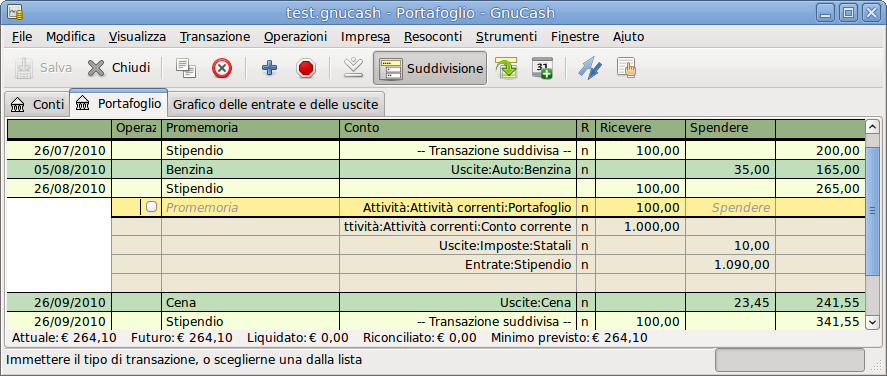 test.gnucash - Portafoglio - GnuCash
File Modifica Visualizza Transazione Operazioni Impresa Resoconti Strumenti Finestre Aiuto
Salva Chiudi Suddivisione 31
Conti Portafoglio Grafico delle entrate e delle uscite
Operaz Promemoria Conto R Ricevere Spendere
26/07/2010 Stipendio -- Transazione suddivisa -- n 100,00 200,00
05/08/2010 Benzina Uscite:Auto:Benzina n 35,00 165,00
26/08/2010 Stipendio 100,00 265,00
Promemoria Attività:Attività correnti:Portafoglio n 100,00 Spendere
ttività:Attività correnti:Conto corrente n 1.000,00
Uscite:Imposte:Statali n 10,00
Entrate:Stipendio n 1.090,00
26/09/2010 Cena Uscite:Cena n 23,45 241,55
26/09/2010 Stipendio -- Transazione suddivisa -- n 100,00 341,55
Attuale: € 264,10 Futuro: € 264,10 Liquidato: € 0,00 Riconciliato: € 0,00 Minimo previsto: € 264,10
Immettere il tipo di transazione, o sceglierne una dalla lista